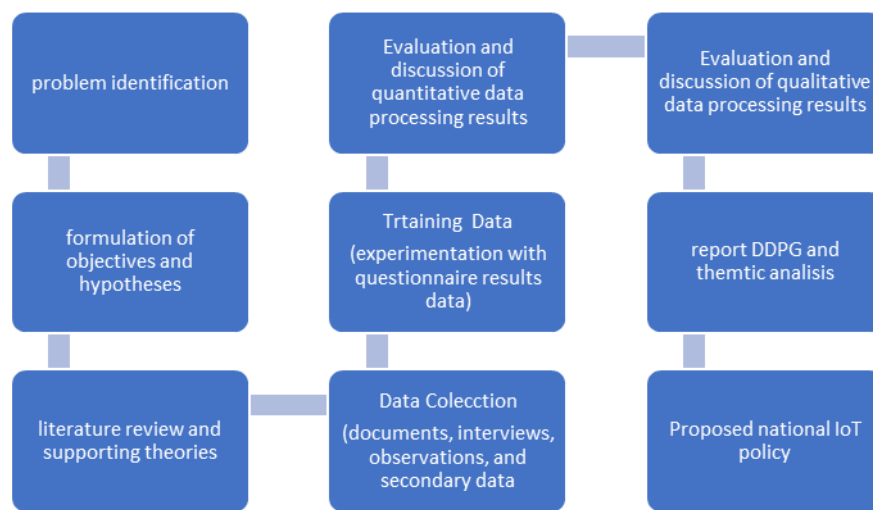 problem identification
formulation of
objectives and
hypotheses
literature review and
supporting theories
Data Colecction
(documents, interviews,
observations, and
secondary data
Trtaining Data
(experimentation with
questionnaire results
data)
Evaluation and
discussion of
quantitative data
processing results
Evaluation and
discussion of qualitative
data processing results
report DDPG and
themtic analisis
Proposed national IoT
policy